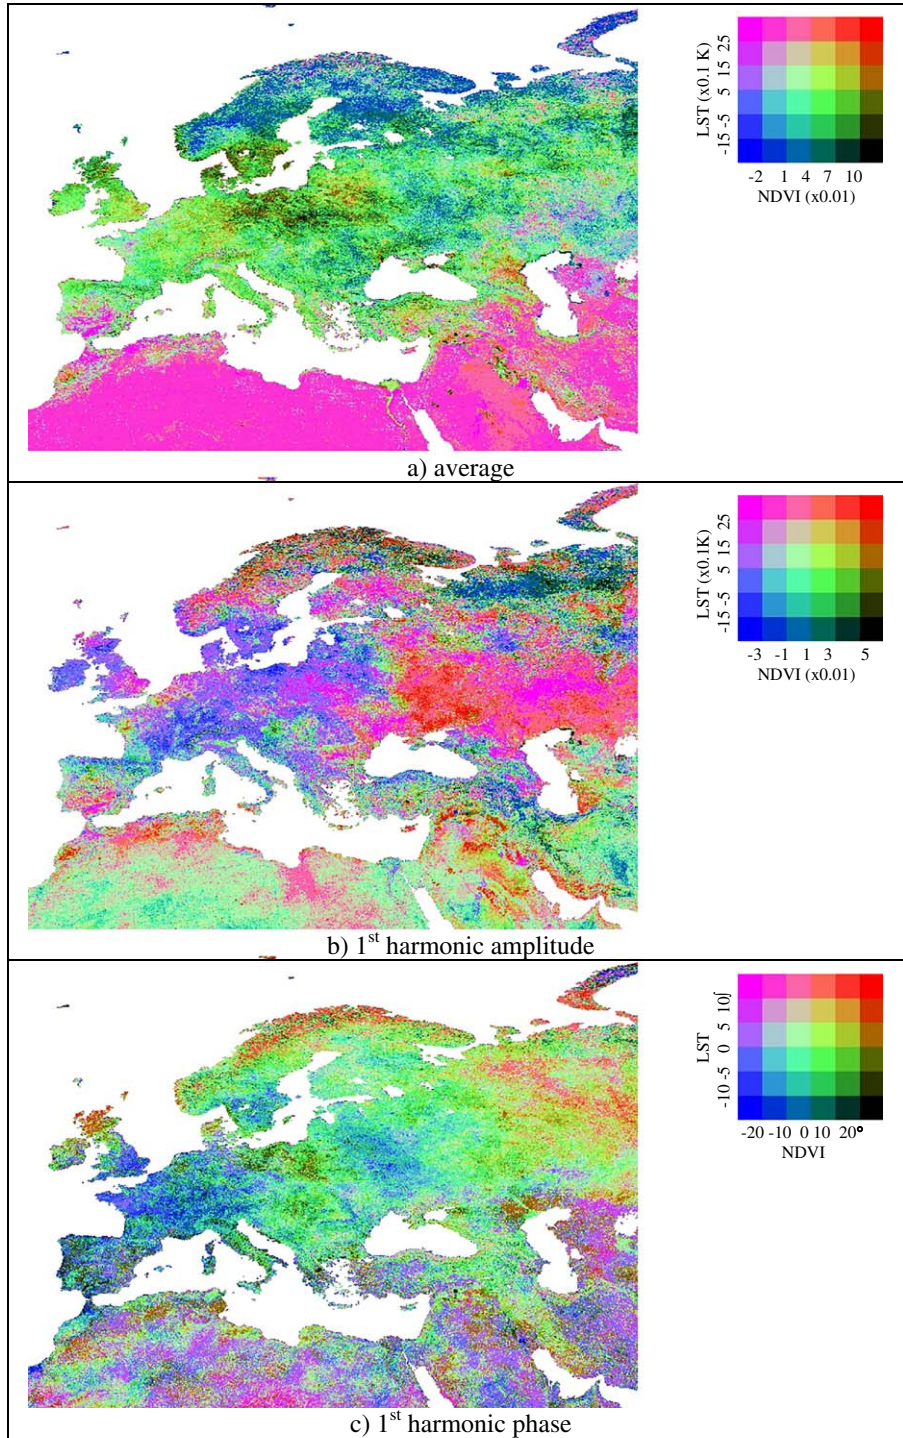 LST (x0.1 K)
-15 -5 5 15 25
-2 1 4 7 10
NDVI (x0.01)
a) average
LST (x0.1K)
-15 -5 5 15 25
-3 -1 1 3 5
NDVI (x0.01)
b) 1st harmonic amplitude
LST
-10 -5 0 5 10∫
-20 -10 0 10 20°
NDVI
c) 1st harmonic phase